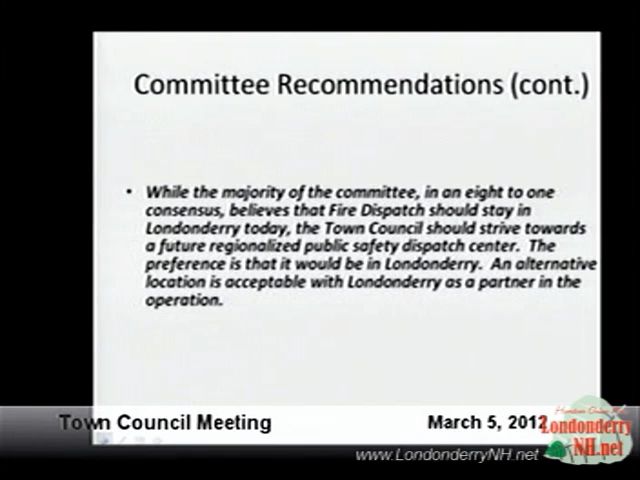 Committee Recommendations (cont.)
• While the majority of the committee, in an eight to one
consensus, believes that Fire Dispatch should stay in
Londonderry today, the Town Council should strive towards
a future regionalized public safety dispatch center. The
preference is that it would be in Londonderry. An alternative
location is acceptable with Londonderry as a partner in the
operation.
Town Council Meeting
March 5, 2012
Londonderry
NH.net
www.LondonderryNH.net